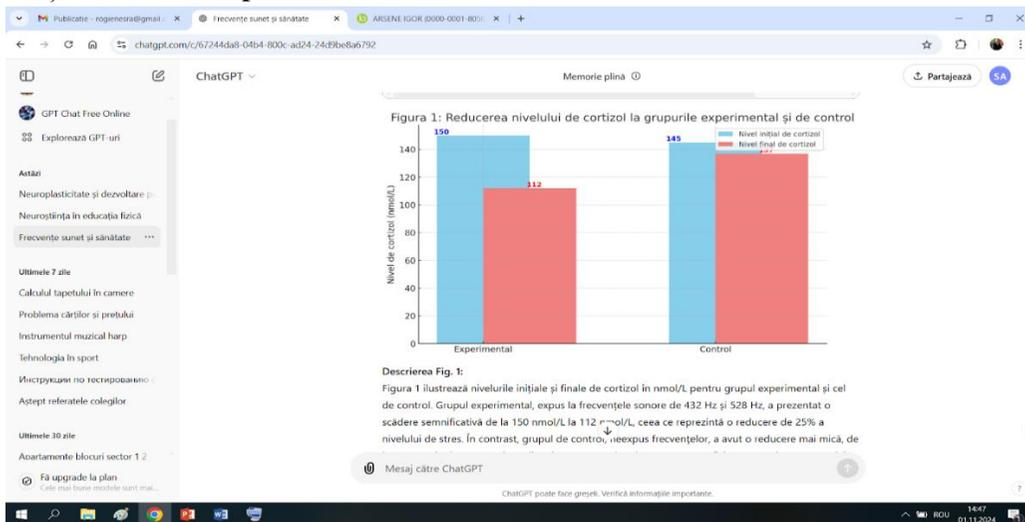 Publicatie - rogienesra@gmail.c
Frecvențe sunet și sănătate
ARSENE IGOR (0000-0001-805
chatgpt.com/c/67244da8-04b4-800c-ad24-24d9be8a6792
ChatGPT
Memorie plină
Partajează
SA
GPT Chat Free Online
Explorează GPT-uri
Astăzi
Neuroplasticitate și dezvoltare p
Neuroștiința în educația fizică
Frecvențe sunet și sănătate
Ultimele 7 zile
Calculul tapetului în camere
Problema cărților și prețului
Instrumentul muzical harp
Tehnologia în sport
Инструкции по тестированию
Aștept referatele colegilor
Ultimele 30 zile
Apartamente blocuri sector 1 2
Fă upgrade la plan
Cele mai bune modele sunt mai...
Figura 1: Reducerea nivelului de cortizol la grupurile experimental și de control
Nivel inițial de cortizol
Nivel final de cortizol
150
112
145
Nivel de cortizol (nmol/L)
140
120
100
80
60
40
20
0
Experimental
Control
Descrierea Fig. 1:
Figura 1 ilustrează nivelurile inițiale și finale de cortizol în nmol/L pentru grupul experimental și cel
de control. Grupul experimental, expus la frecvențele sonore de 432 Hz și 528 Hz, a prezentat o
scădere semnificativă de la 150 nmol/L la 112 nmol/L, ceea ce reprezintă o reducere de 25% a
nivelului de stres. În contrast, grupul de control, neexpus frecvențelor, a avut o reducere mai mică, de
Mesaj către ChatGPT
ChatGPT poate face greșeli. Verifică informațiile importante.
?
ROU
14:47
01.11.2024